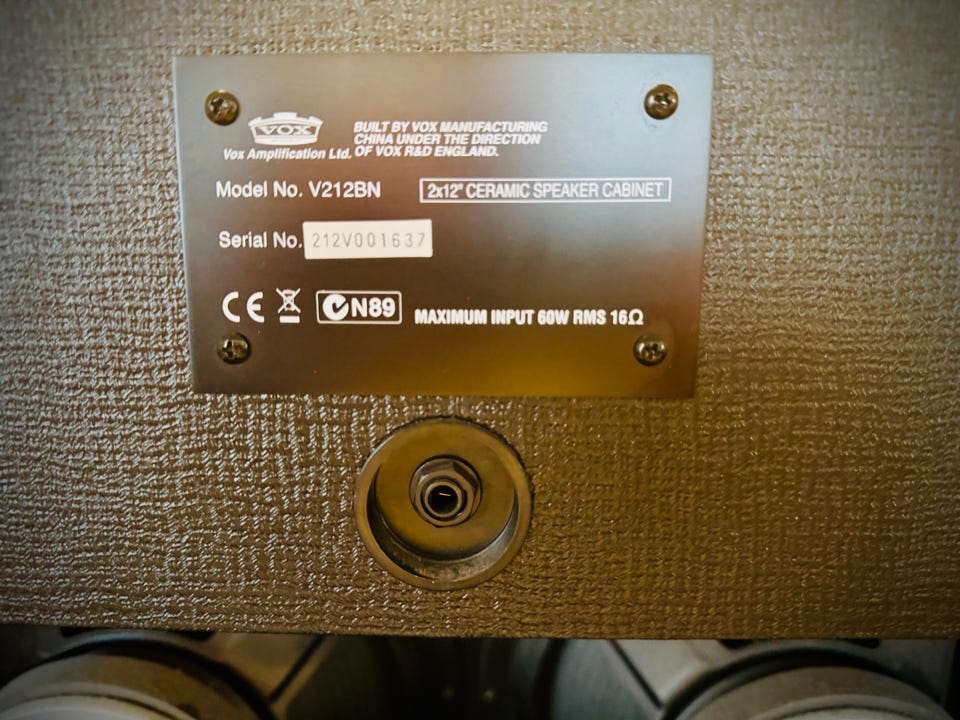 VOX
Vox Amplification Ltd.
BUILT BY VOX MANUFACTURING
CHINA UNDER THE DIRECTION
OF VOX R&D ENGLAND.
Model No. V212BN
2x12" CERAMIC SPEAKER CABINET
Serial No. 212V001637
CE N89 MAXIMUM INPUT 60W RMS 16Ω